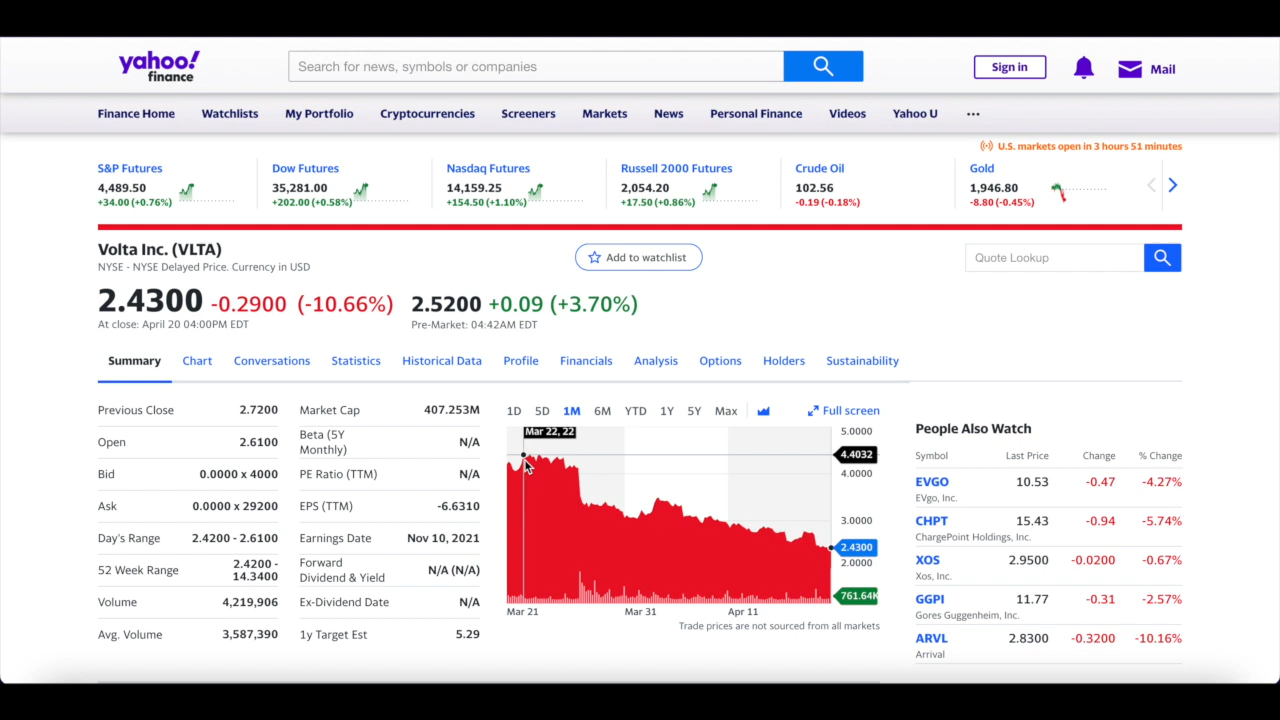 yahoo!
finance
Search for news, symbols or companies
Sign in
Mail
Finance Home Watchlists My Portfolio Cryptocurrencies Screeners Markets News Personal Finance Videos Yahoo U ...
U.S. markets open in 3 hours 51 minutes
S&P Futures Dow Futures Nasdaq Futures Russell 2000 Futures Crude Oil Gold
4,489.50 35,281.00 14,159.25 2,054.20 102.56 1,946.80
+34.00 (+0.76%) +202.00 (+0.58%) +154.50 (+1.10%) +17.50 (+0.86%) -0.19 (-0.18%) -8.80 (-0.45%)
Volta Inc. (VLTA)
NYSE - NYSE Delayed Price. Currency in USD
Add to watchlist
Quote Lookup
2.4300 -0.2900 (-10.66%) 2.5200 +0.09 (+3.70%)
At close: April 20 04:00PM EDT Pre-Market: 04:42AM EDT
Summary Chart Conversations Statistics Historical Data Profile Financials Analysis Options Holders Sustainability
Previous Close 2.7200
Open 2.6100
Bid 0.0000 x 4000
Ask 0.0000 x 29200
Day's Range 2.4200 - 2.6100
52 Week Range 2.4200 -
14.3400
Volume 4,219,906
Avg. Volume 3,587,390
Market Cap 407.253M
Beta (5Y
Monthly) N/A
PE Ratio (TTM) N/A
EPS (TTM) -6.6310
Earnings Date Nov 10, 2021
Forward
Dividend & Yield N/A (N/A)
Ex-Dividend Date N/A
1y Target Est 5.29
1D 5D 1M 6M YTD 1Y 5Y Max Full screen
Mar 22, 22
5.0000
4.4032
4.0000
3.0000
2.4300
2.0000
761.64K
Mar 21 Mar 31 Apr 11
Trade prices are not sourced from all markets
People Also Watch
Symbol Last Price Change % Change
EVGO 10.53 -0.47 -4.27%
EVgo, Inc.
CHPT 15.43 -0.94 -5.74%
ChargePoint Holdings, Inc.
XOS 2.9500 -0.0200 -0.67%
Xos, Inc.
GGPI 11.77 -0.31 -2.57%
Gores Guggenheim, Inc.
ARVL 2.8300 -0.3200 -10.16%
Arrival